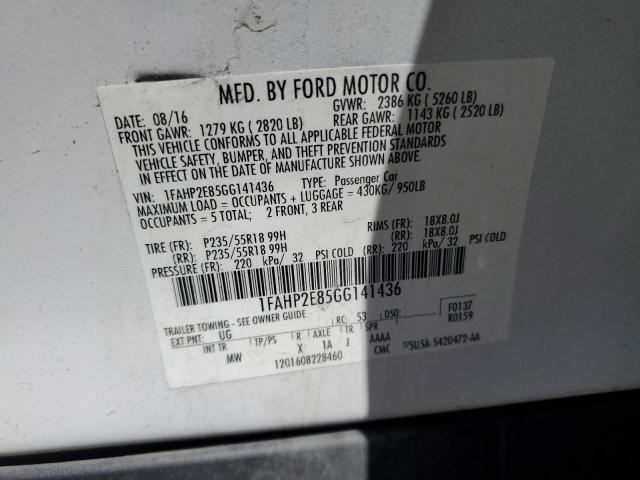 MFD. BY FORD MOTOR CO.
DATE: 08/16 GVWR: 2386 KG ( 5260 LB)
FRONT GAWR: 1279 KG ( 2820 LB) REAR GAWR: 1143 KG ( 2520 LB)
THIS VEHICLE CONFORMS TO ALL APPLICABLE FEDERAL MOTOR
VEHICLE SAFETY, BUMPER, AND THEFT PREVENTION STANDARDS
IN EFFECT ON THE DATE OF MANUFACTURE SHOWN ABOVE.
VIN: 1FAHP2E85GG141436 TYPE: Passenger Car
MAXIMUM LOAD = OCCUPANTS + LUGGAGE = 430KG/ 950LB
OCCUPANTS = 5 TOTAL; 2 FRONT, 3 REAR
TIRE (FR): P235/55R18 99H RIMS (FR): 18X8.0J
(RR): P235/55R18 99H (RR): 18X8.0J
PRESSURE (FR): 220 kPa/ 32 PSI COLD (RR): 220 kPa/ 32 PSI COLD
1FAHP2E85GG141436
TRAILER TOWING - SEE OWNER GUIDE RC: 53 DSO: F0137
EXT PNT: UG R0159
INT TR TP/PS R AXLE TR SPR
MW X 1A J AAAA
CMC
1201608228460 5U5A-5420472-AA